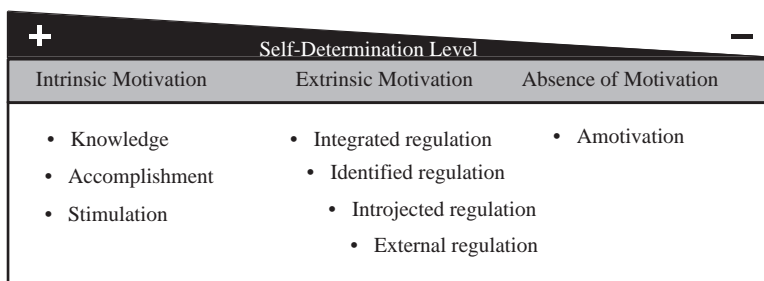 + −
Self-Determination Level
Intrinsic Motivation Extrinsic Motivation Absence of Motivation
• Knowledge • Integrated regulation • Amotivation
• Accomplishment • Identified regulation
• Stimulation • Introjected regulation
• External regulation